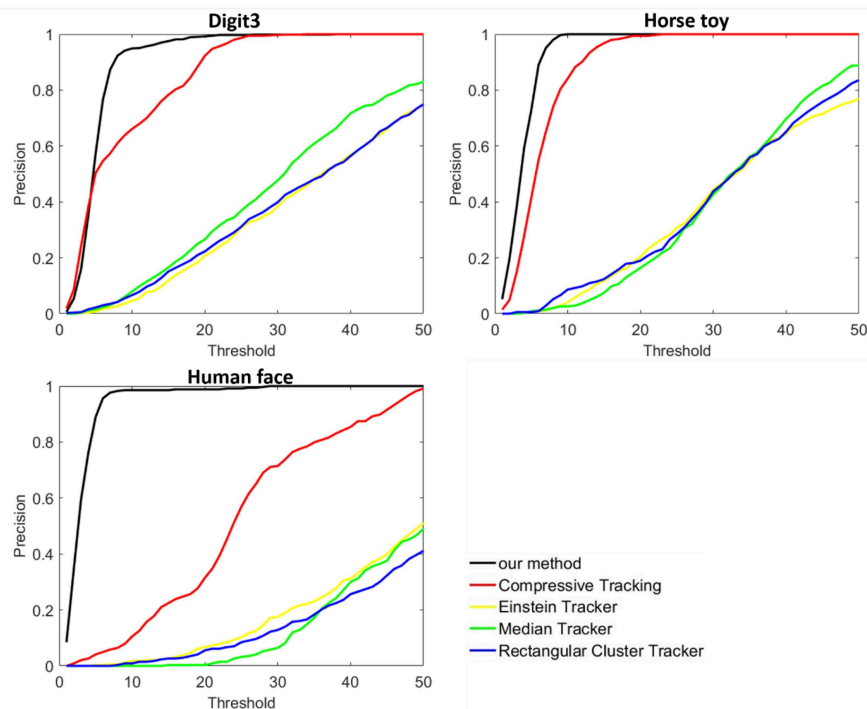 Digit3
1
0.8
0.6
0.4
0.2
0
Precision
0 10 20 30 40 50
Threshold
Horse toy
1
0.8
0.6
0.4
0.2
0
Precision
0 10 20 30 40 50
Threshold
Human face
1
0.8
0.6
0.4
0.2
0
Precision
0 10 20 30 40 50
Threshold
our method
Compressive Tracking
Einstein Tracker
Median Tracker
Rectangular Cluster Tracker